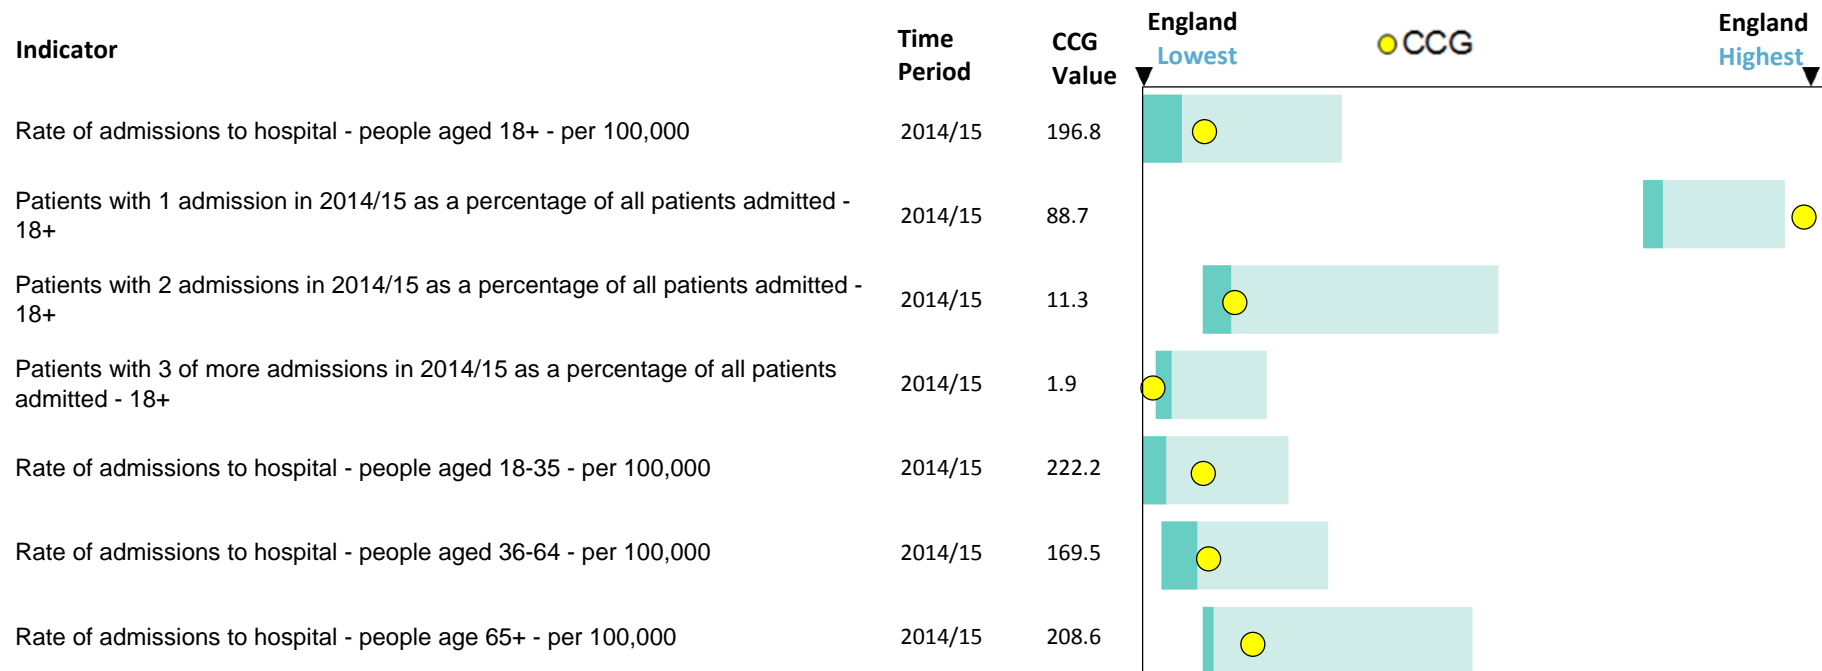 Indicator
Time Period
CCG Value
England Lowest
CCG
England Highest
Rate of admissions to hospital - people aged 18+ - per 100,000 2014/15 196.8
Patients with 1 admission in 2014/15 as a percentage of all patients admitted -
18+ 2014/15 88.7
Patients with 2 admissions in 2014/15 as a percentage of all patients admitted -
18+ 2014/15 11.3
Patients with 3 of more admissions in 2014/15 as a percentage of all patients
admitted - 18+ 2014/15 1.9
Rate of admissions to hospital - people aged 18-35 - per 100,000 2014/15 222.2
Rate of admissions to hospital - people aged 36-64 - per 100,000 2014/15 169.5
Rate of admissions to hospital - people age 65+ - per 100,000 2014/15 208.6